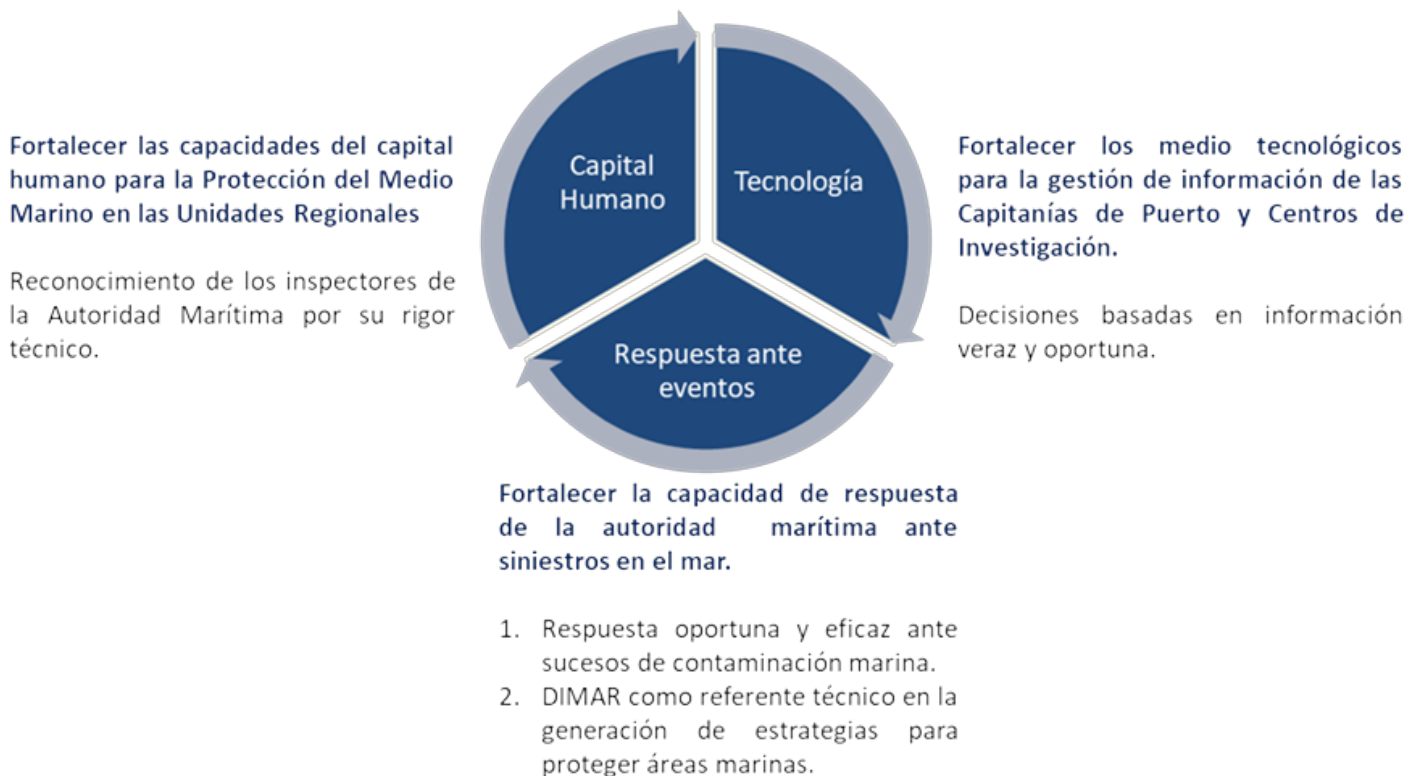 Fortalecer las capacidades del capital
humano para la Protección del Medio
Marino en las Unidades Regionales
Reconocimiento de los inspectores de
la Autoridad Marítima por su rigor
técnico.
Capital
Humano
Tecnología
Respuesta ante
eventos
Fortalecer los medio tecnológicos
para la gestión de información de las
Capitanías de Puerto y Centros de
Investigación.
Decisiones basadas en información
veraz y oportuna.
Fortalecer la capacidad de respuesta
de la autoridad marítima ante
siniestros en el mar.
1. Respuesta oportuna y eficaz ante
sucesos de contaminación marina.
2. DIMAR como referente técnico en la
generación de estrategias para
proteger áreas marinas.